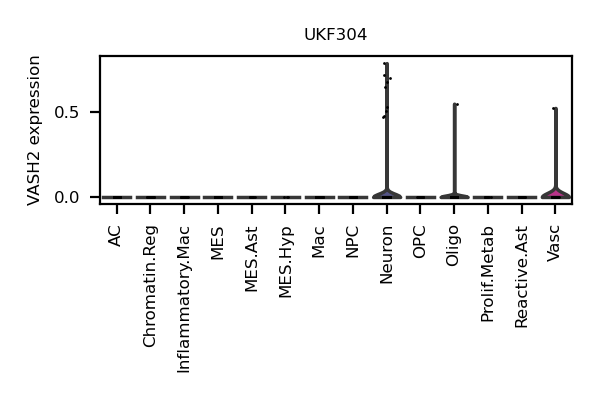 UKF304
VASH2 expression
0.5
0.0
AC
Chromatin.Reg
Inflammatory.Mac
MES
MES.Ast
MES.Hyp
Mac
NPC
Neuron
OPC
Oligo
Prolif.Metab
Reactive.Ast
Vasc